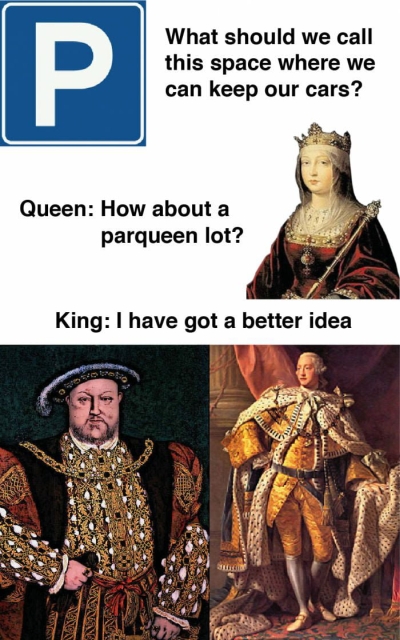 P
What should we call
this space where we
can keep our cars?
Queen: How about a
parqueen lot?
King: I have got a better idea